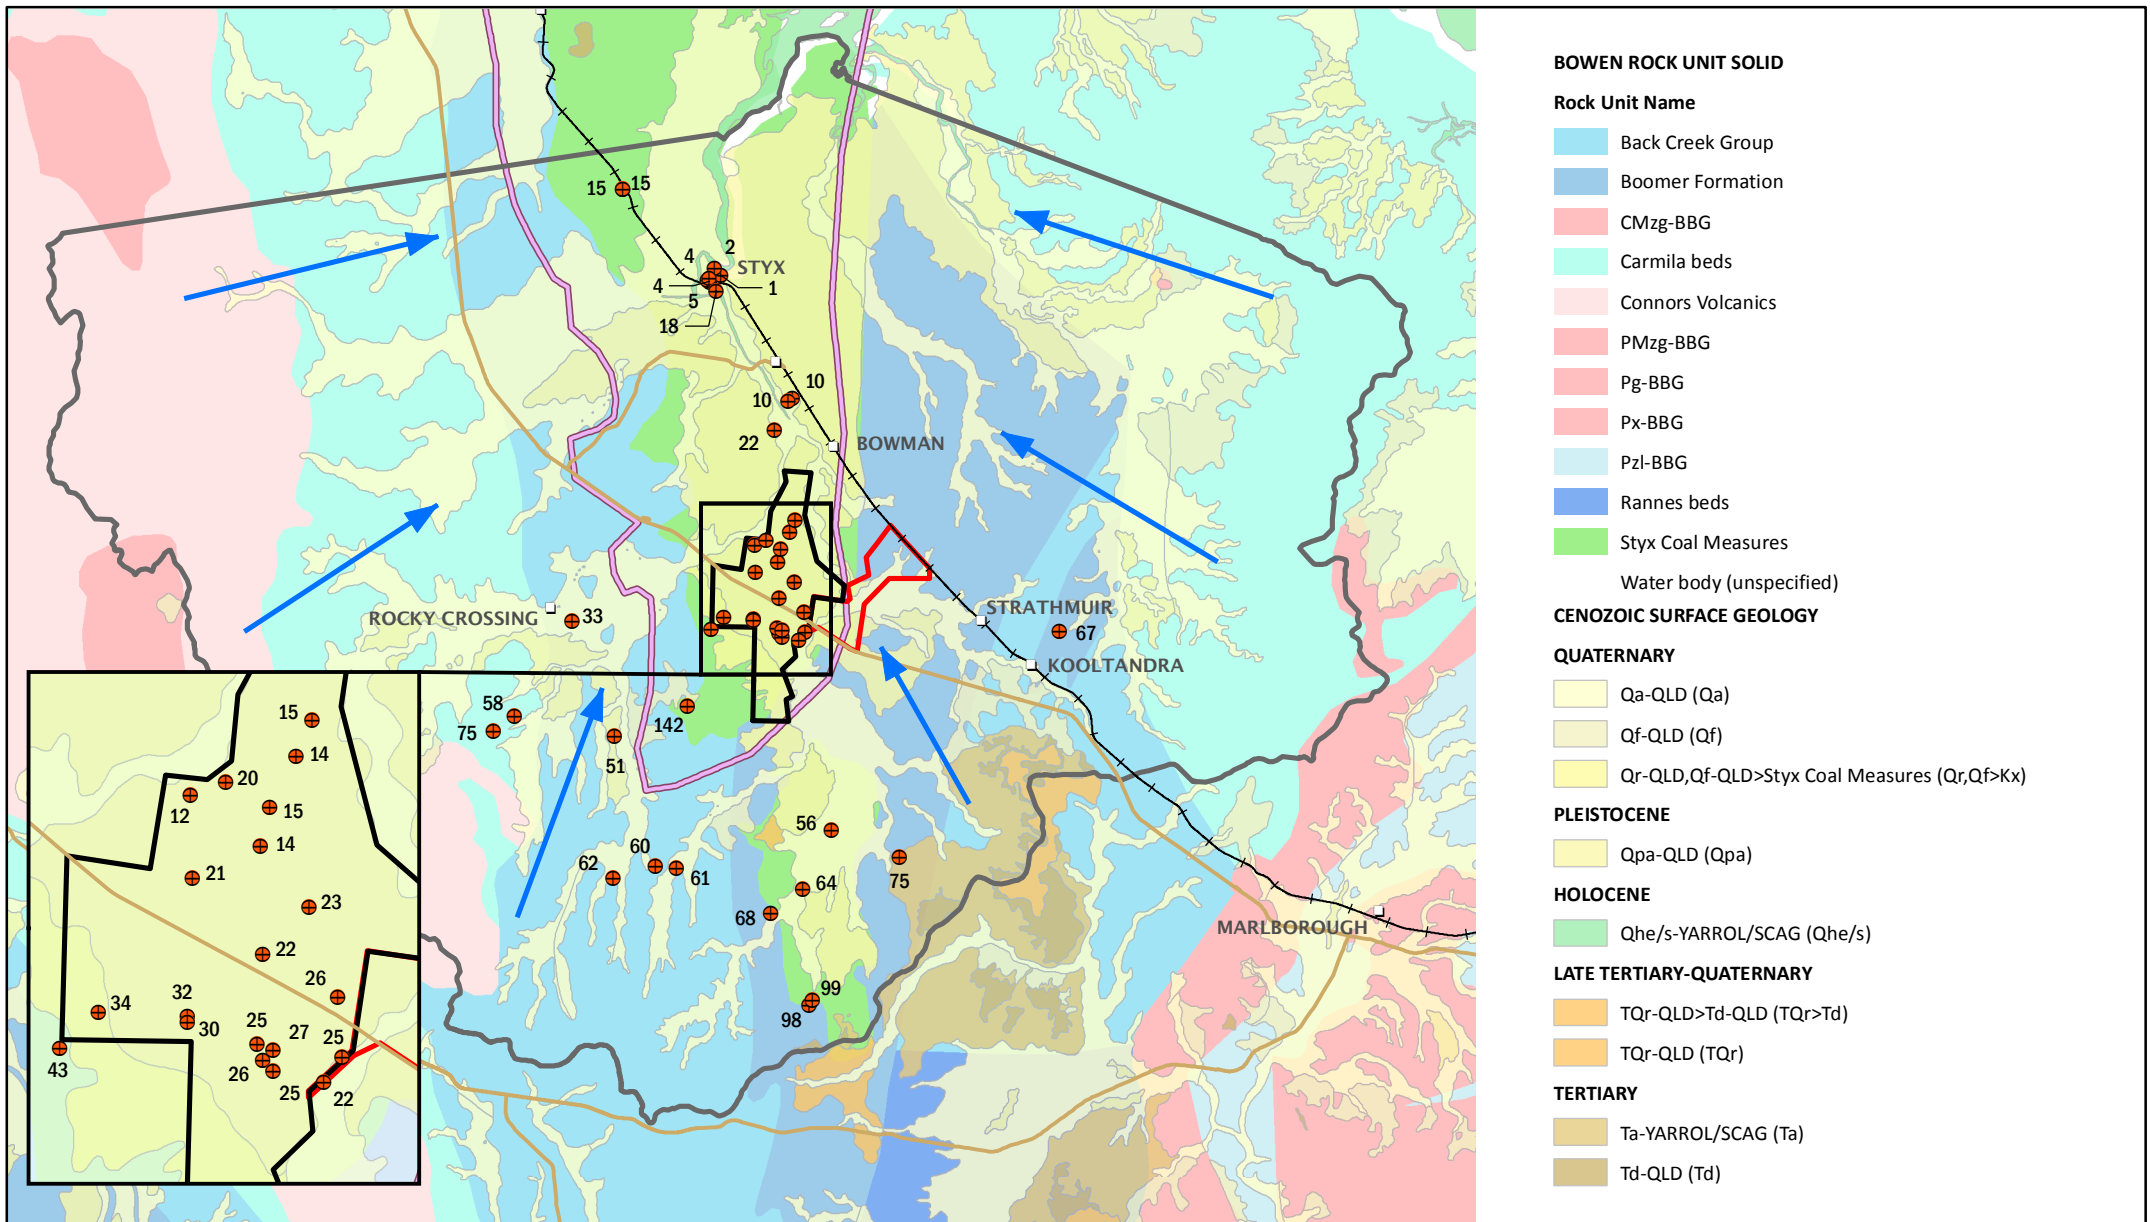 15
15
2
4
STYX
4
1
5
18
10
10
22
BOWMAN
ROCKY CROSSING
33
STRATHMUIR
67
KOOLTANDRA
58
75
142
51
56
60
62
61
75
64
68
MARLBOROUGH
99
98
15
14
20
12
15
14
21
23
22
26
34
32
30
25
27
25
43
26
25
22
BOWEN ROCK UNIT SOLID
Rock Unit Name
Back Creek Group
Boomer Formation
CMzg-BBG
Carmila beds
Connors Volcanics
PMzg-BBG
Pg-BBG
Px-BBG
Pzl-BBG
Rannes beds
Styx Coal Measures
Water body (unspecified)
CENOZOIC SURFACE GEOLOGY
QUATERNARY
Qa-QLD (Qa)
Qf-QLD (Qf)
Qr-QLD,Qf-QLD>Styx Coal Measures (Qr,Qf>Kx)
PLEISTOCENE
Qpa-QLD (Qpa)
HOLOCENE
Qhe/s-YARROL/SCAG (Qhe/s)
LATE TERTIARY-QUATERNARY
TQr-QLD>Td-QLD (TQr>Td)
TQr-QLD (TQr)
TERTIARY
Ta-YARROL/SCAG (Ta)
Td-QLD (Td)